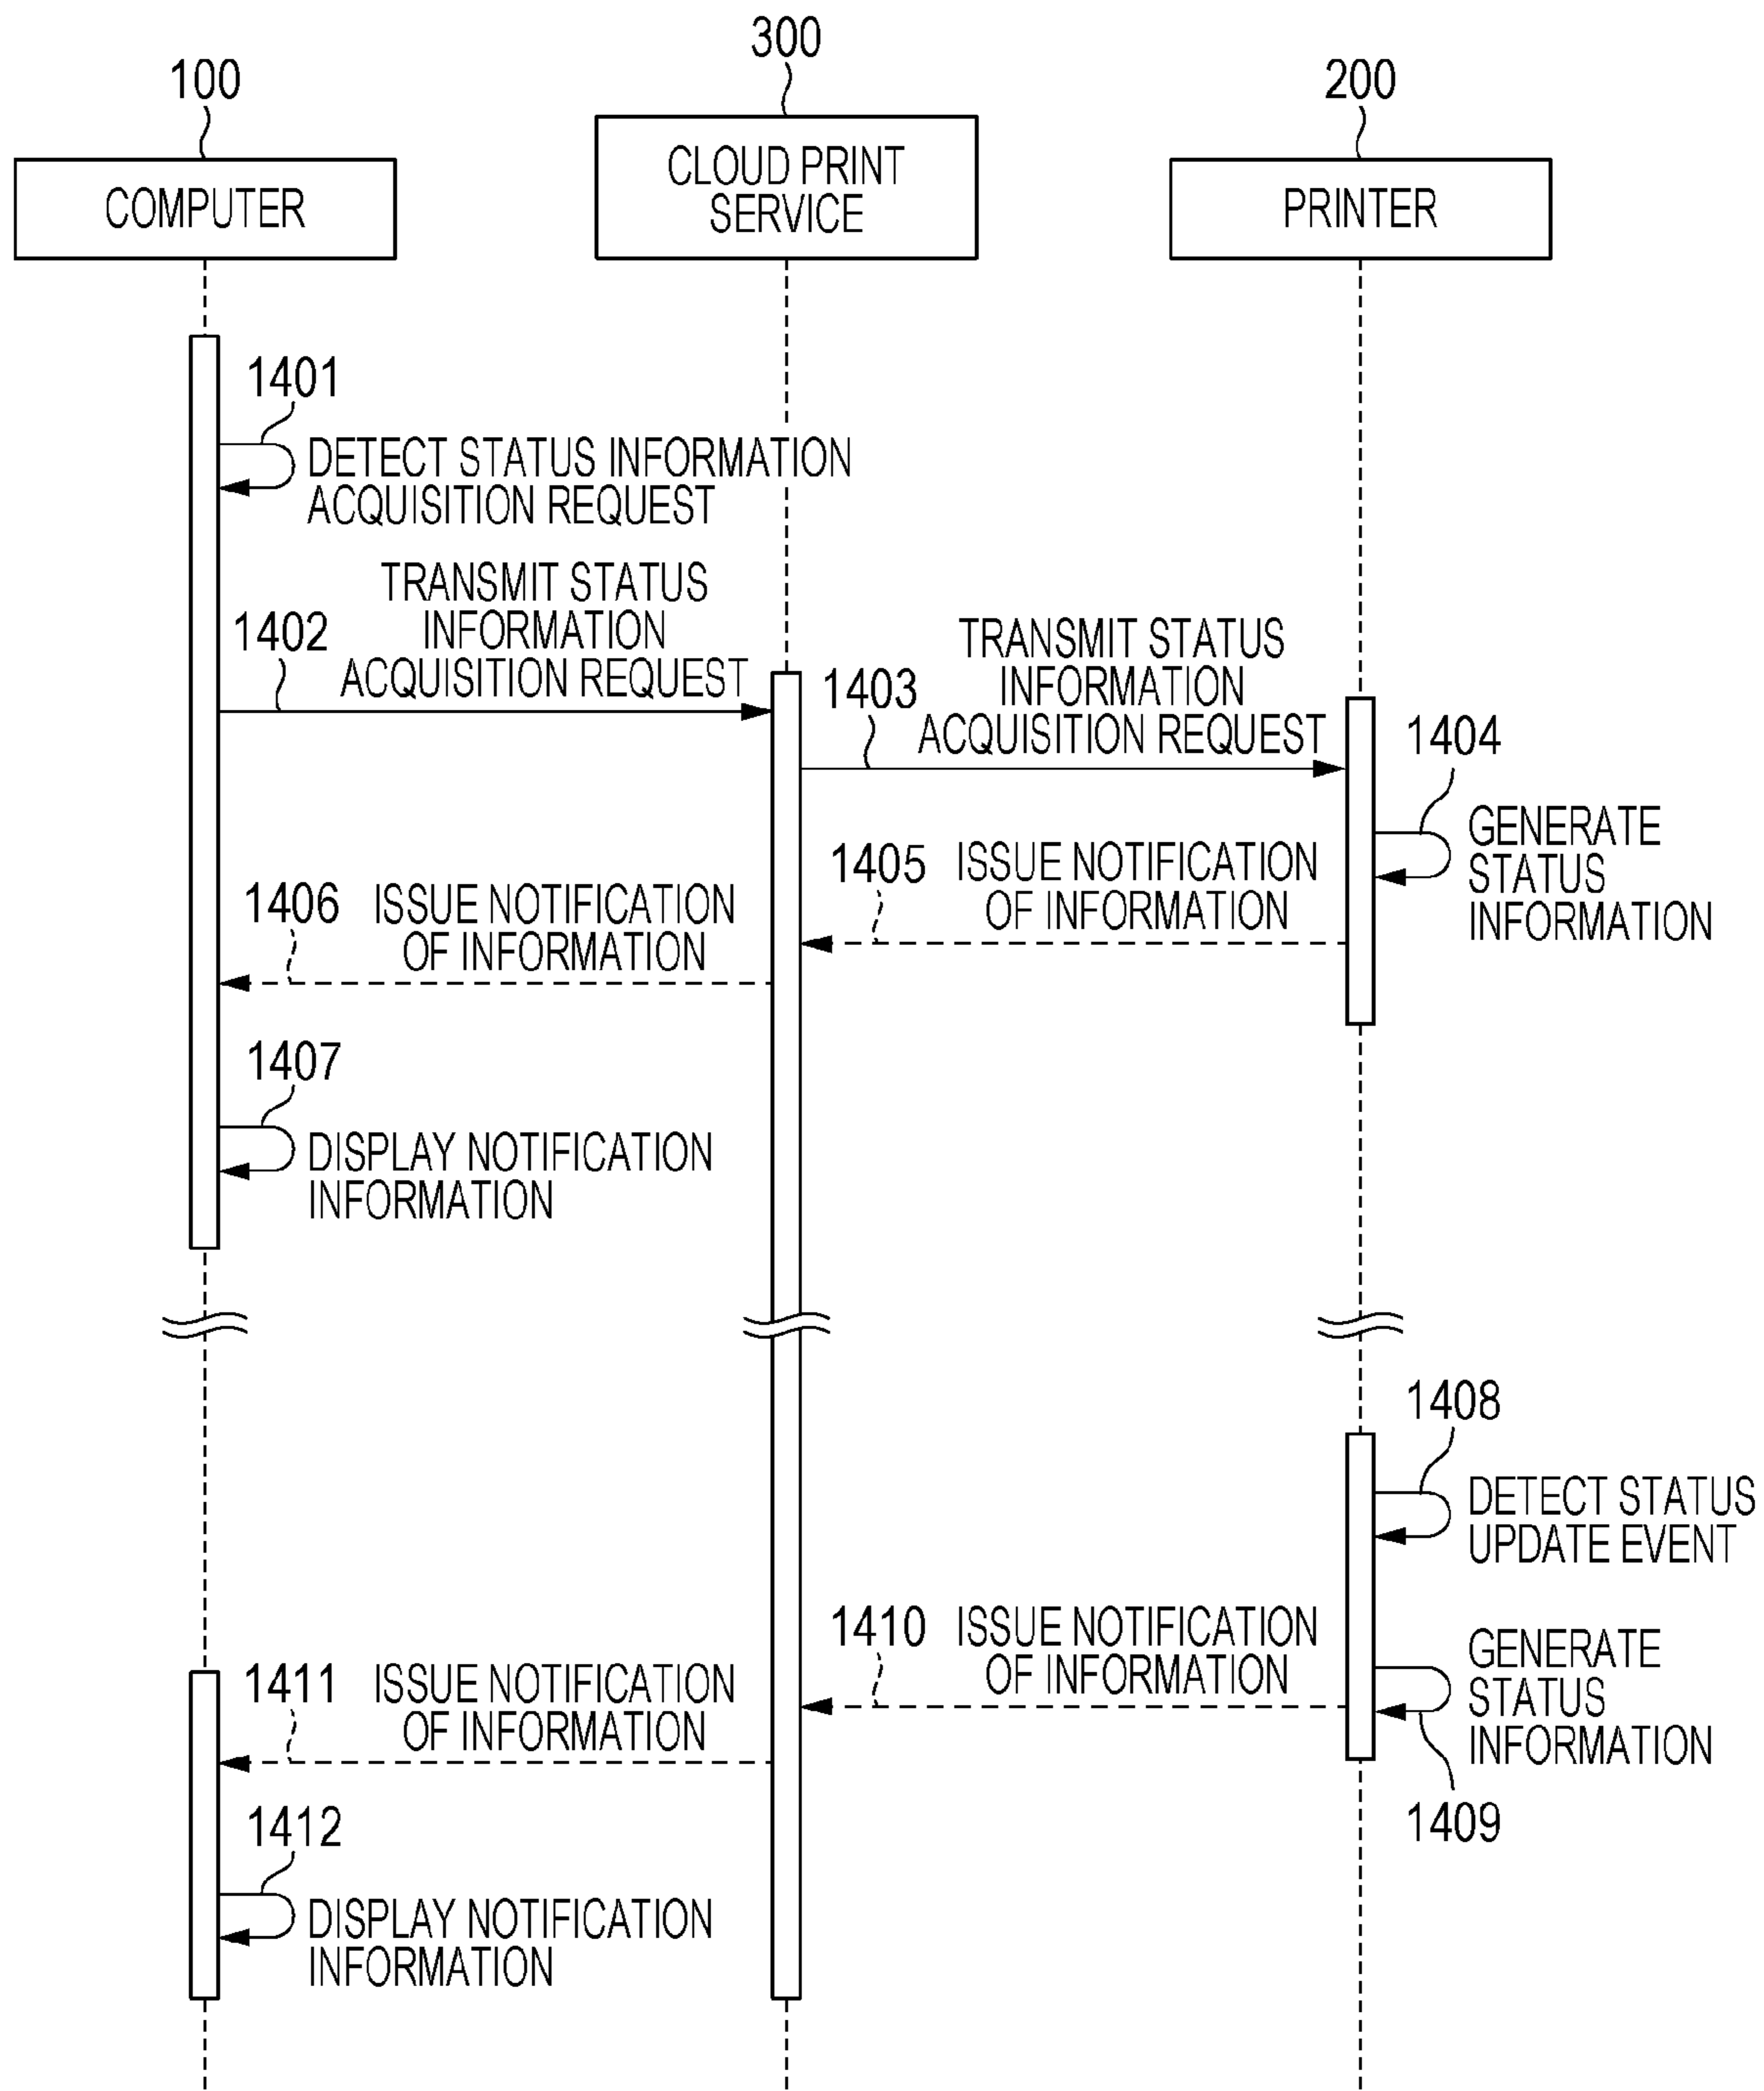 300
100
200
CLOUD PRINT
SERVICE
COMPUTER
PRINTER
1401
DETECT STATUS INFORMATION
ACQUISITION REQUEST
TRANSMIT STATUS
INFORMATION
ACQUISITION REQUEST
1402
TRANSMIT STATUS
INFORMATION
ACQUISITION REQUEST
1403
1404
GENERATE
STATUS
INFORMATION
1405
ISSUE NOTIFICATION
OF INFORMATION
1406
ISSUE NOTIFICATION
OF INFORMATION
1407
DISPLAY NOTIFICATION
INFORMATION
1408
DETECT STATUS
UPDATE EVENT
1410
ISSUE NOTIFICATION
OF INFORMATION
GENERATE
STATUS
INFORMATION
1409
1411
ISSUE NOTIFICATION
OF INFORMATION
1412
DISPLAY NOTIFICATION
INFORMATION